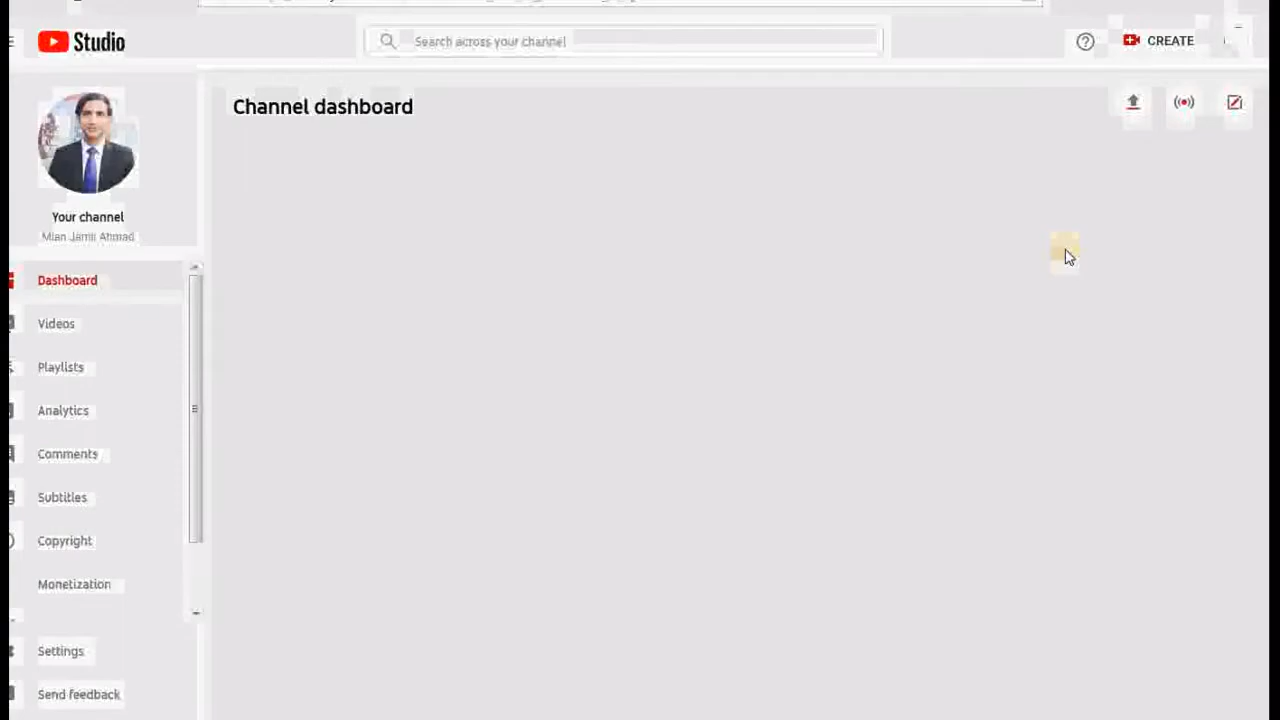 Studio
Search across your channel
CREATE
Channel dashboard
Your channel
Mian Jamil Ahmad
Dashboard
Videos
Playlists
Analytics
Comments
Subtitles
Copyright
Monetization
Settings
Send feedback